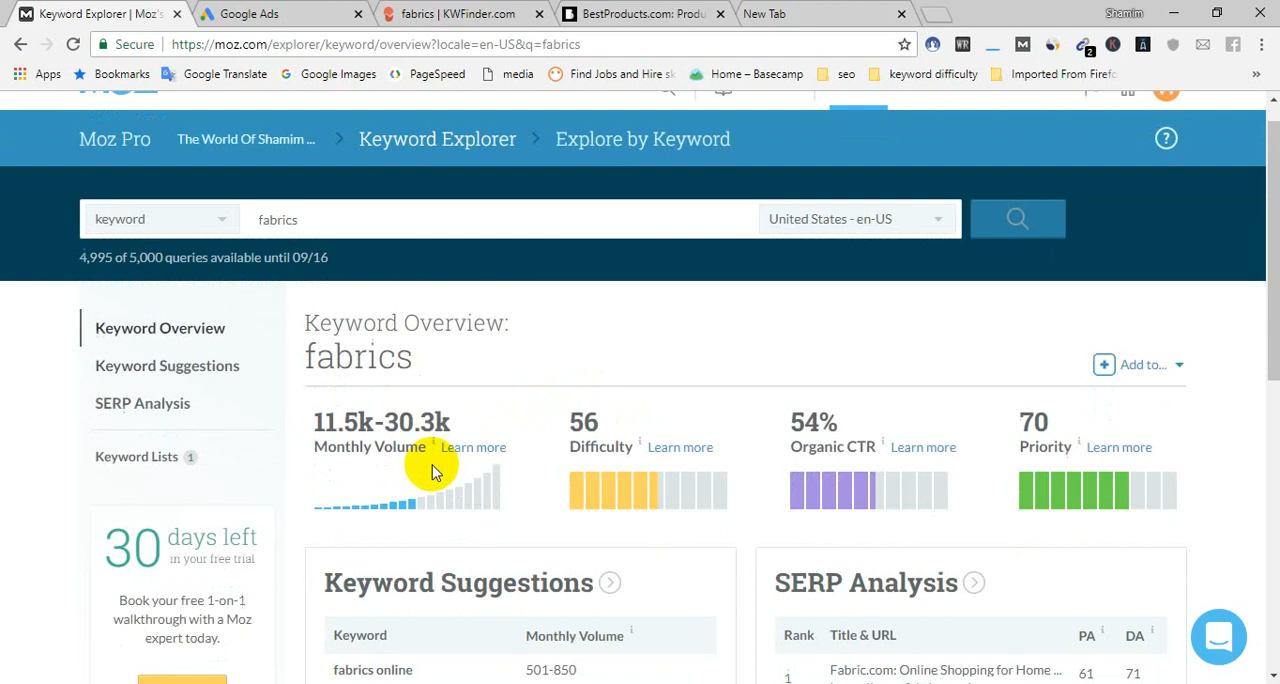 Keyword Explorer | Moz's
Google Ads
fabrics | KWFinder.com
BestProducts.com: Produ
New Tab
Shamim
Secure
https://moz.com/explorer/keyword/overview?locale=en-US&q=fabrics
Apps
Bookmarks
Google Translate
Google Images
PageSpeed
media
Find Jobs and Hire sk
Home – Basecamp
seo
keyword difficulty
Imported From Firefo
»
Moz Pro
The World Of Shamim ...
Keyword Explorer
Explore by Keyword
?
keyword
fabrics
United States - en-US
4,995 of 5,000 queries available until 09/16
Keyword Overview
Keyword Suggestions
SERP Analysis
Keyword Lists 1
30 days left
in your free trial
Book your free 1-on-1
walkthrough with a Moz
expert today.
Keyword Overview:
fabrics
Add to...
11.5k-30.3k
Monthly Volume i Learn more
56
Difficulty i Learn more
54%
Organic CTR i Learn more
70
Priority i Learn more
Keyword Suggestions
Keyword Monthly Volume i
fabrics online 501-850
SERP Analysis
Rank Title & URL PA i DA i
1 Fabric.com: Online Shopping for Home ... 61 71